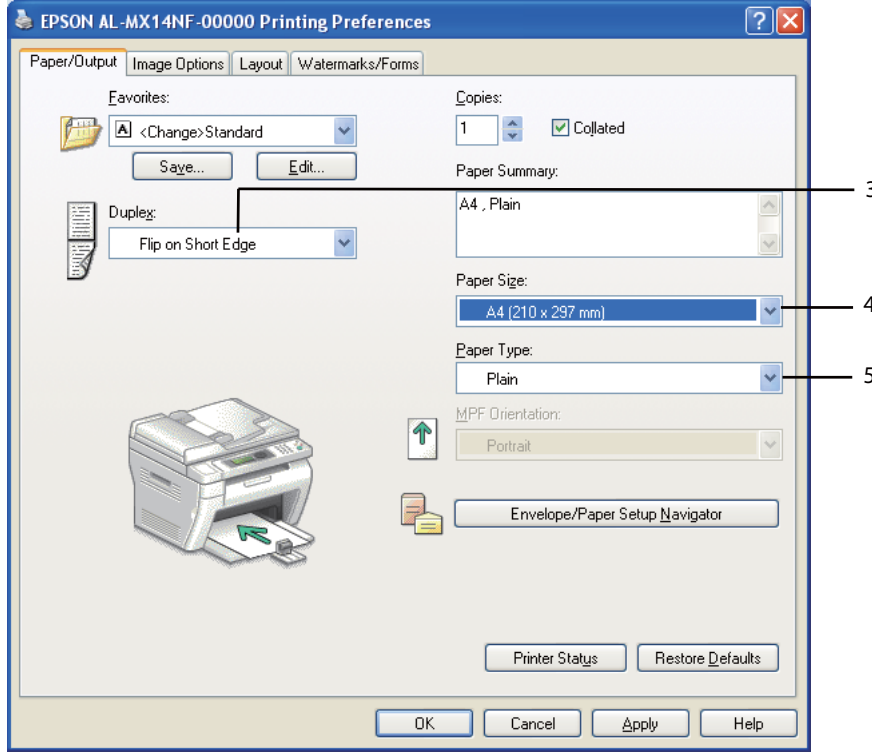 EPSON AL-MX14NF-00000 Printing Preferences
Paper/Output Image Options Layout Watermarks/Forms
Favorites:
<Change>Standard
Save... Edit...
Duplex:
Flip on Short Edge
Copies:
1 Collated
Paper Summary:
A4 , Plain
3
Paper Size:
A4 (210 x 297 mm)
4
Paper Type:
Plain
5
MPF Orientation:
Portrait
Envelope/Paper Setup Navigator
Printer Status Restore Defaults
OK Cancel Apply Help